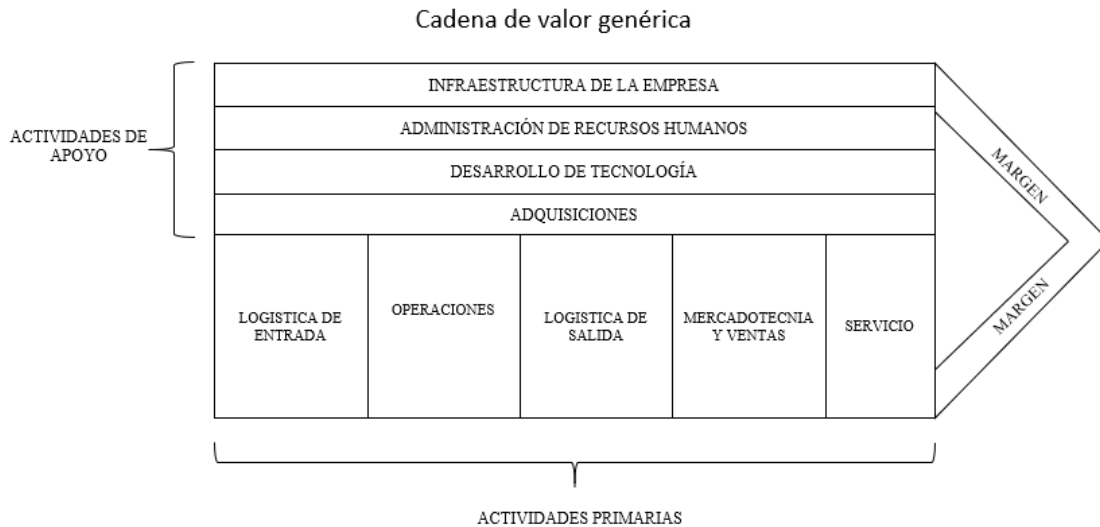 Cadena de valor genérica
INFRAESTRUCTURA DE LA EMPRESA
ACTIVIDADES DE
APOYO
ADMINISTRACIÓN DE RECURSOS HUMANOS
DESARROLLO DE TECNOLOGÍA
ADQUISICIONES
MARGEN
LOGISTICA DE
ENTRADA
OPERACIONES
LOGISTICA DE
SALIDA
MERCADOTECNIA
Y VENTAS
SERVICIO
MARGEN
ACTIVIDADES PRIMARIAS